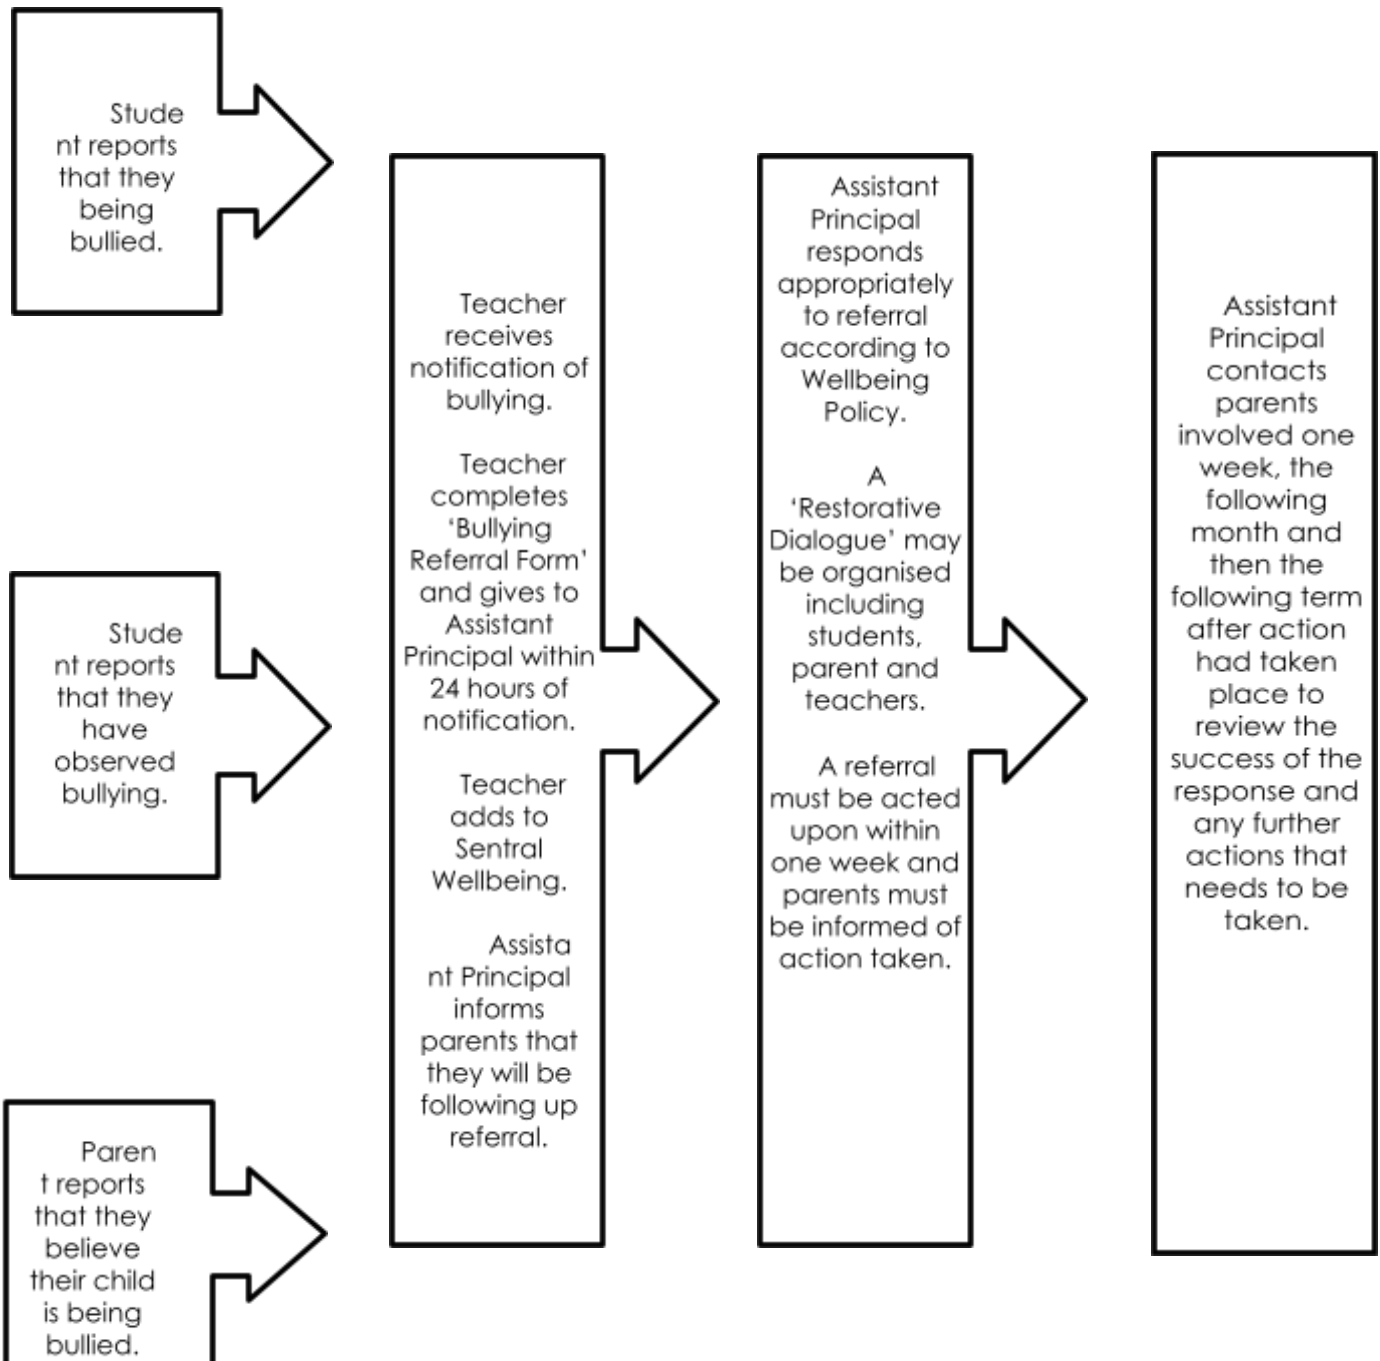 Stude
nt reports
that they
being
bullied.
Stude
nt reports
that they
have
observed
bullying.
Paren
t reports
that they
believe
their child
is being
bullied.
Teacher
receives
notification of
bullying.
Teacher
completes
‘Bullying
Referral Form’
and gives to
Assistant
Principal within
24 hours of
notification.
Teacher
adds to
Sentral
Wellbeing.
Assista
nt Principal
informs
parents that
they will be
following up
referral.
Assistant
Principal
responds
appropriately
to referral
according to
Wellbeing
Policy.
A
‘Restorative
Dialogue’ may
be organised
including
students,
parent and
teachers.
A referral
must be acted
upon within
one week and
parents must
be informed of
action taken.
Assistant
Principal
contacts
parents
involved one
week, the
following
month and
then the
following term
after action
had taken
place to
review the
success of the
response and
any further
actions that
needs to be
taken.